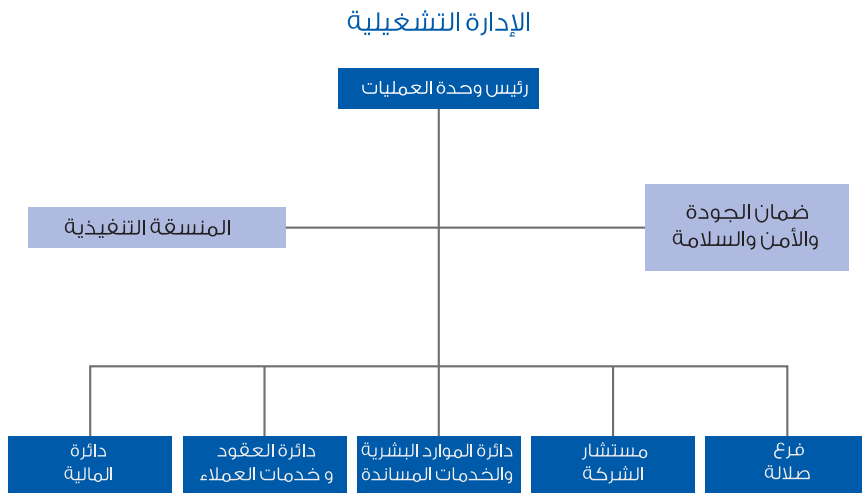 الإدارة التشغيلية
رئيس وحدة العمليات
ضمان الجودة
والأمن والسلامة
المنسقة التنفيذية
فرع
صلالة
مستشار
الشركة
دائرة الموارد البشرية
والخدمات المساندة
دائرة العقود
و خدمات العملاء
دائرة
المالية